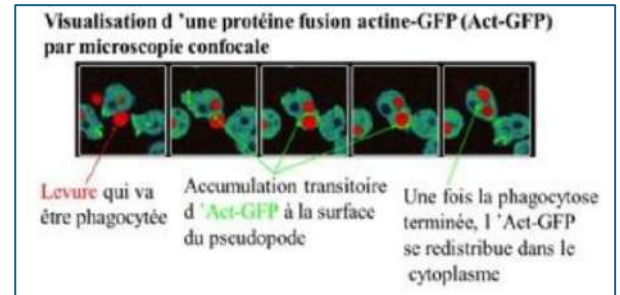 Visualisation d 'une protéine fusion actine-GFP (Act-GFP)
par microscopie confocale
Levure qui va
être phagocytée
Accumulation transitoire
d 'Act-GFP à la surface
du pseudopode
Une fois la phagocytose
terminée, l 'Act-GFP
se redistribue dans le
cytoplasme